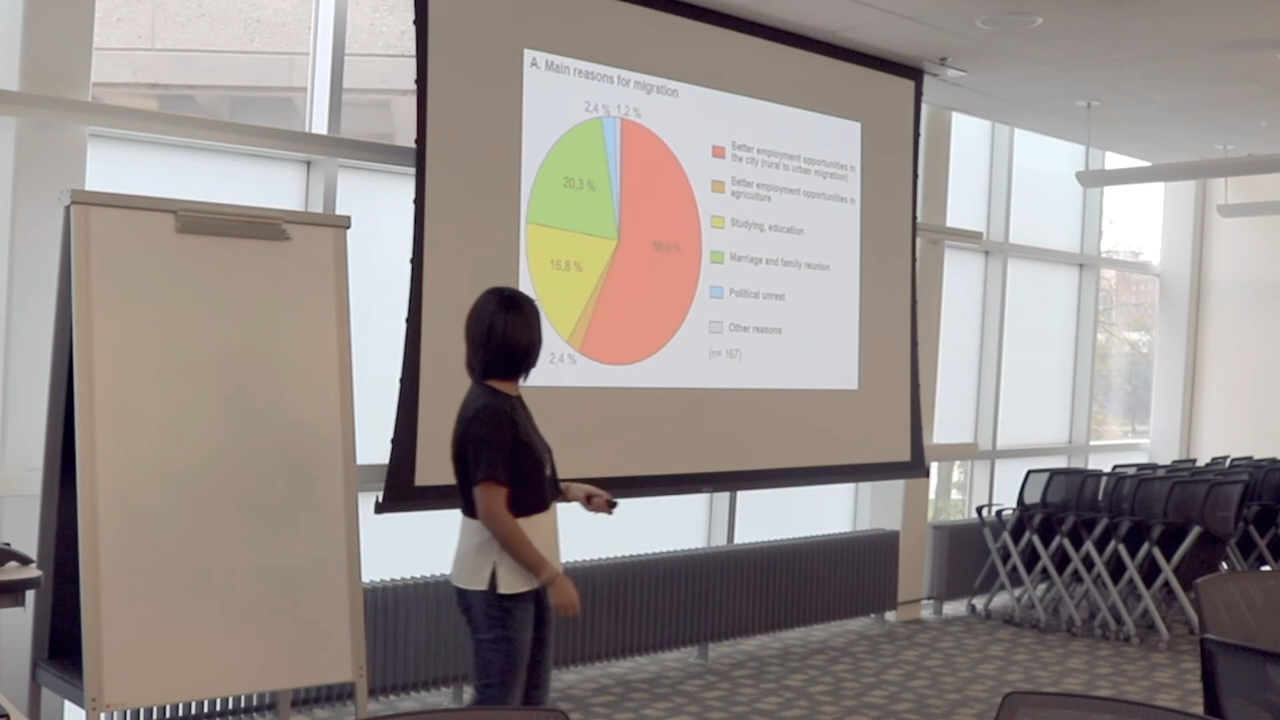 A. Main reasons for migration
2,4 % 1,2 %
20,3 %
16,8 %
2,4 %
Better employment opportunities in
the city (rural to urban migration)
Better employment opportunities in
agriculture
Studying, education
Marriage and family reunion
Political unrest
Other reasons
(n= 167)